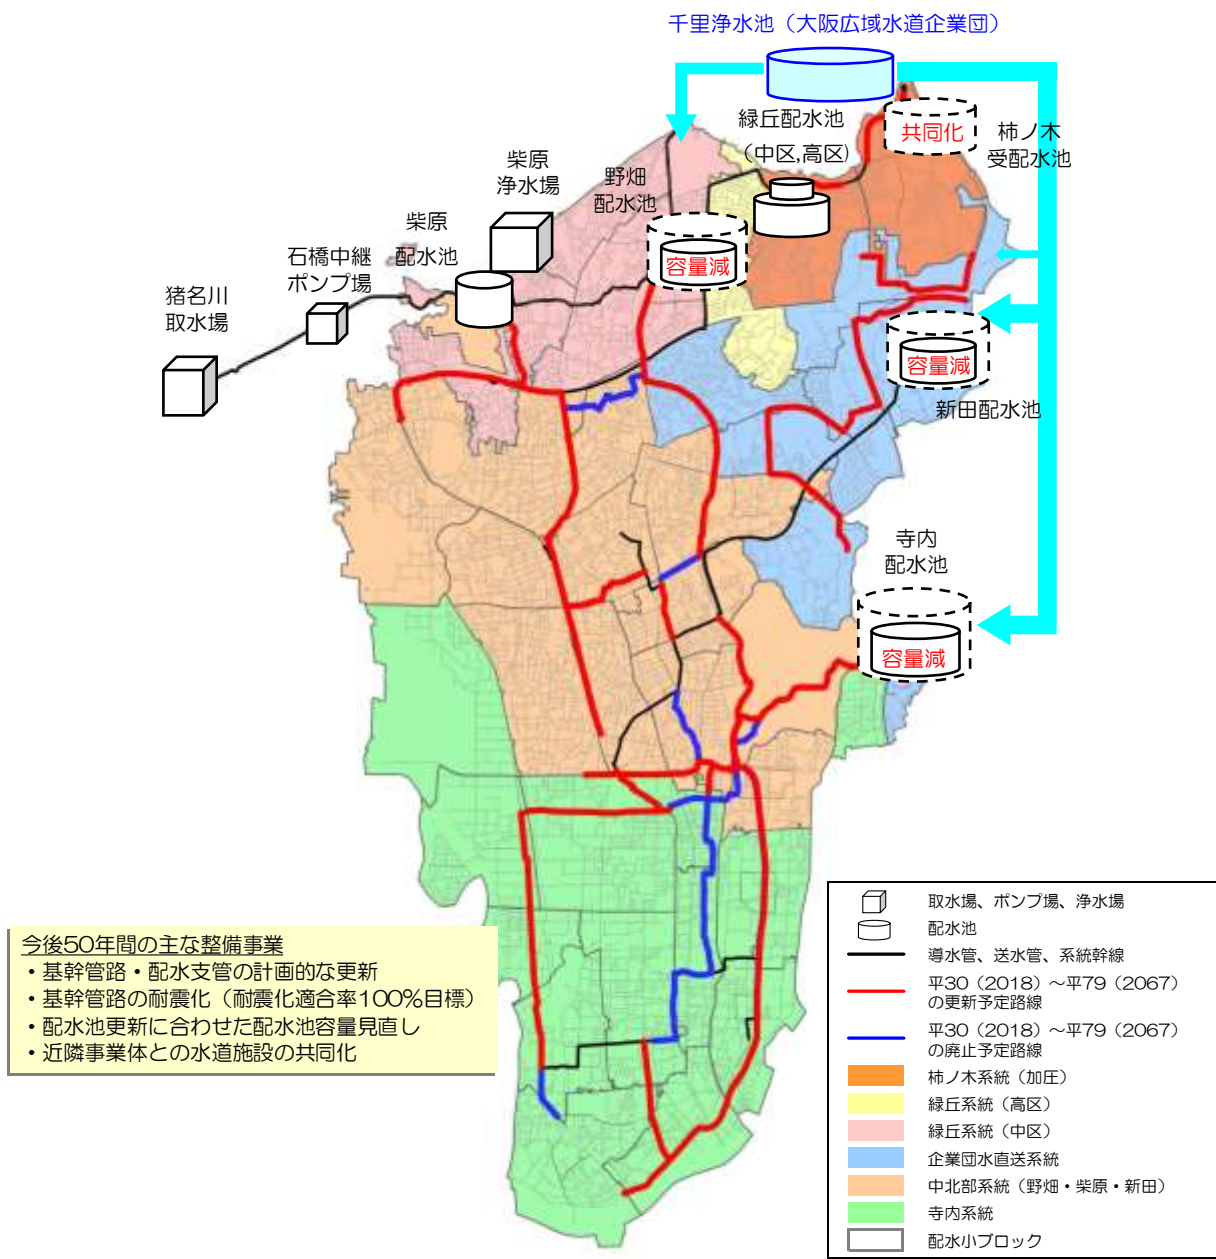 千里浄水池（大阪広域水道企業団）
緑丘配水池
（中区,高区）
共同化
柿ノ木
受配水池
柴原
浄水場
野畑
配水池
柴原
配水池
石橋中継
ポンプ場
猪名川
取水場
容量減
容量減
新田配水池
寺内
配水池
容量減
今後50年間の主な整備事業
・基幹管路・配水支管の計画的な更新
・基幹管路の耐震化（耐震化適合率100%目標）
・配水池更新に合わせた配水池容量見直し
・近隣事業体との水道施設の共同化
取水場、ポンプ場、浄水場
配水池
導水管、送水管、系統幹線
平30（2018）～平79（2067）
の更新予定路線
平30（2018）～平79（2067）
の廃止予定路線
柿ノ木系統（加圧）
緑丘系統（高区）
緑丘系統（中区）
企業団水直送系統
中北部系統（野畑・柴原・新田）
寺内系統
配水小ブロック